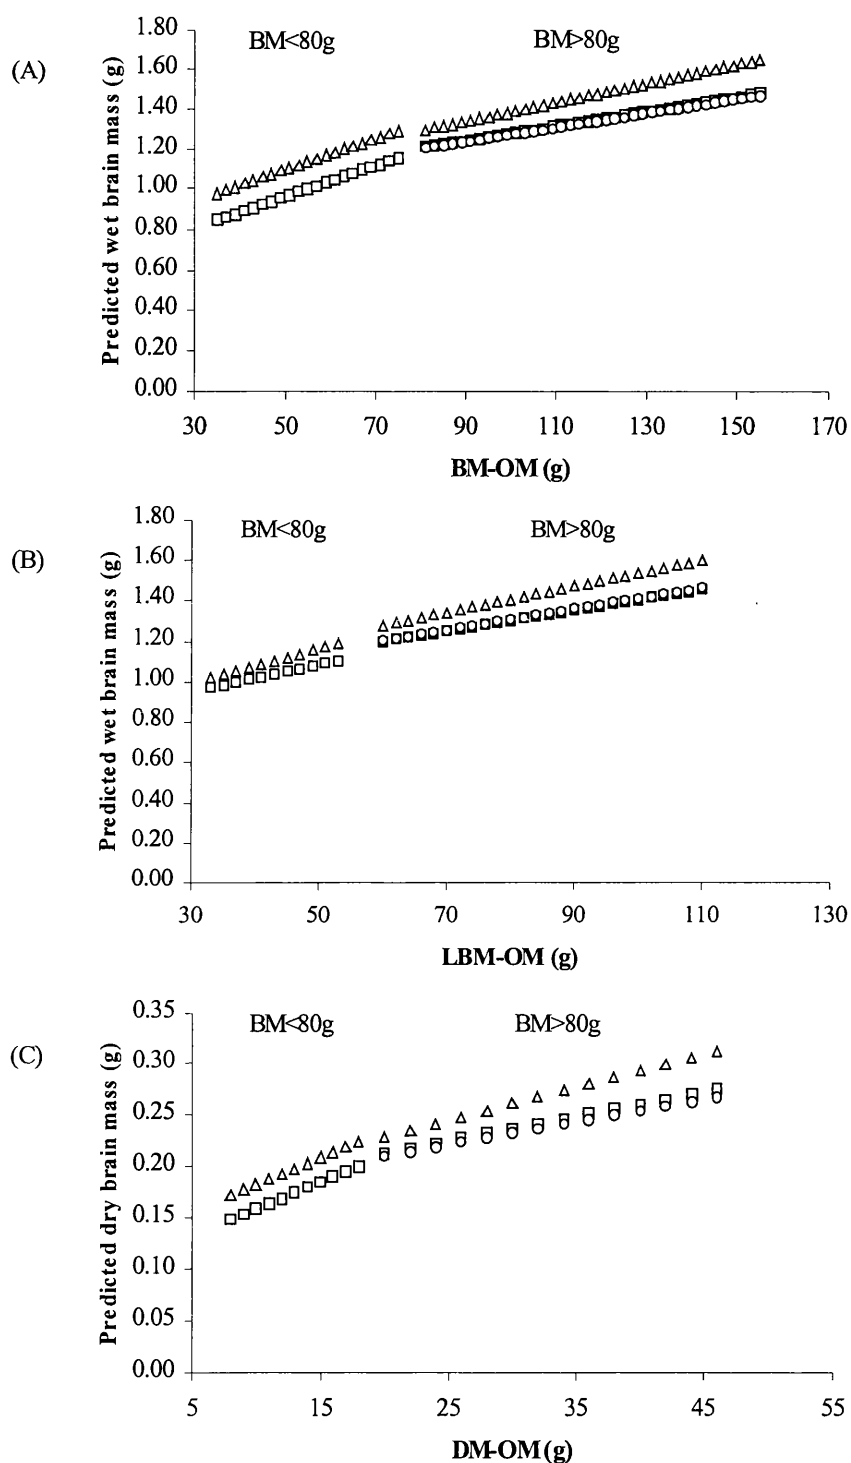 (A)
Predicted wet brain mass (g)
1.80
1.60
1.40
1.20
1.00
0.80
0.60
0.40
0.20
0.00
BM<80g
BM>80g
30 50 70 90 110 130 150 170
BM-OM (g)
(B)
Predicted wet brain mass (g)
1.80
1.60
1.40
1.20
1.00
0.80
0.60
0.40
0.20
0.00
BM<80g
BM>80g
30 50 70 90 110 130
LBM-OM (g)
(C)
Predicted dry brain mass (g)
0.35
0.30
0.25
0.20
0.15
0.10
0.05
0.00
BM<80g
BM>80g
5 15 25 35 45 55
DM-OM (g)